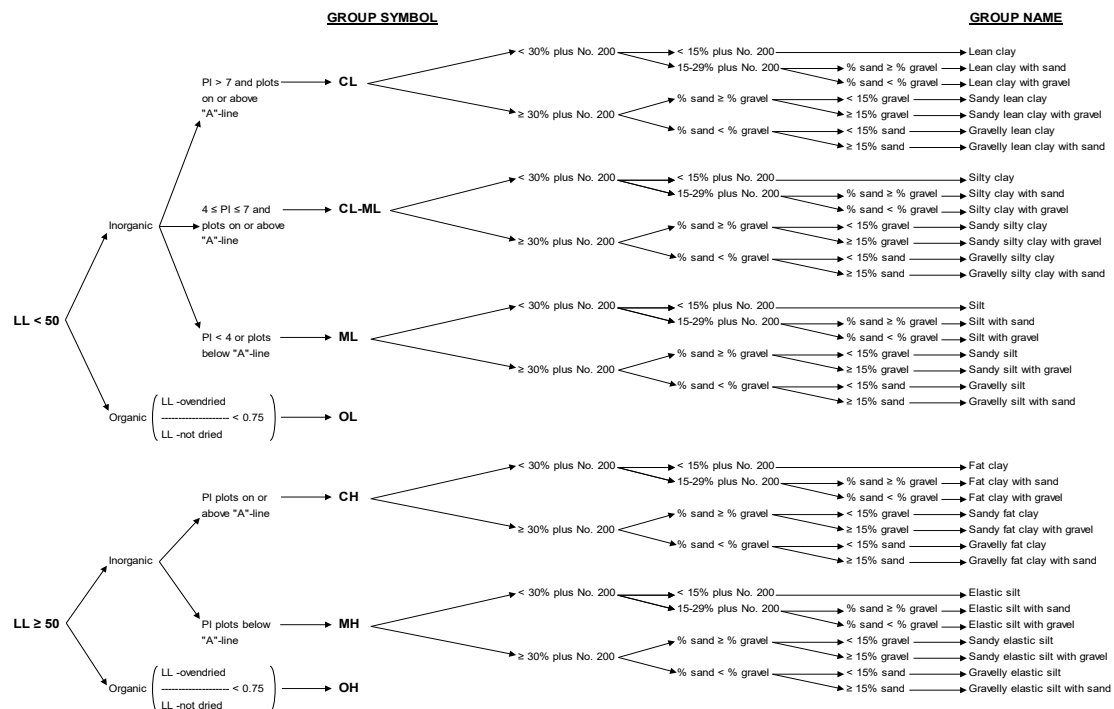 GROUP SYMBOL GROUP NAME
LL < 50
Inorganic
PI > 7 and plots
on or above
"A"-line
CL
< 30% plus No. 200
< 15% plus No. 200
Lean clay
15-29% plus No. 200
% sand ≥ % gravel
Lean clay with sand
% sand < % gravel
Lean clay with gravel
≥ 30% plus No. 200
% sand ≥ % gravel
< 15% gravel
Sandy lean clay
≥ 15% gravel
Sandy lean clay with gravel
% sand < % gravel
< 15% sand
Gravelly lean clay
≥ 15% sand
Gravelly lean clay with sand
4 ≤ PI ≤ 7 and
plots on or above
"A"-line
CL-ML
< 30% plus No. 200
< 15% plus No. 200
Silty clay
15-29% plus No. 200
% sand ≥ % gravel
Silty clay with sand
% sand < % gravel
Silty clay with gravel
≥ 30% plus No. 200
% sand ≥ % gravel
< 15% gravel
Sandy silty clay
≥ 15% gravel
Sandy silty clay with gravel
% sand < % gravel
< 15% sand
Gravelly silty clay
≥ 15% sand
Gravelly silty clay with sand
PI < 4 or plots
below "A"-line
ML
< 30% plus No. 200
< 15% plus No. 200
Silt
15-29% plus No. 200
% sand ≥ % gravel
Silt with sand
% sand < % gravel
Silt with gravel
≥ 30% plus No. 200
% sand ≥ % gravel
< 15% gravel
Sandy silt
≥ 15% gravel
Sandy silt with gravel
% sand < % gravel
< 15% sand
Gravelly silt
≥ 15% sand
Gravelly silt with sand
Organic
LL -ovendried
--------------------- < 0.75
LL -not dried
OL
LL ≥ 50
Inorganic
PI plots on or
above "A"-line
CH
< 30% plus No. 200
< 15% plus No. 200
Fat clay
15-29% plus No. 200
% sand ≥ % gravel
Fat clay with sand
% sand < % gravel
Fat clay with gravel
≥ 30% plus No. 200
% sand ≥ % gravel
< 15% gravel
Sandy fat clay
≥ 15% gravel
Sandy fat clay with gravel
% sand < % gravel
< 15% sand
Gravelly fat clay
≥ 15% sand
Gravelly fat clay with sand
PI plots below
"A"-line
MH
< 30% plus No. 200
< 15% plus No. 200
Elastic silt
15-29% plus No. 200
% sand ≥ % gravel
Elastic silt with sand
% sand < % gravel
Elastic silt with gravel
≥ 30% plus No. 200
% sand ≥ % gravel
< 15% gravel
Sandy elastic silt
≥ 15% gravel
Sandy elastic silt with gravel
% sand < % gravel
< 15% sand
Gravelly elastic silt
≥ 15% sand
Gravelly elastic silt with sand
Organic
LL -ovendried
--------------------- < 0.75
LL -not dried
OH